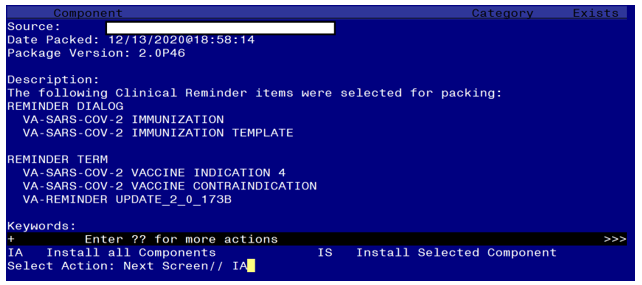 Component Category Exists
Source:
Date Packed: 12/13/2020@18:58:14
Package Version: 2.0P46
Description:
The following Clinical Reminder items were selected for packing:
REMINDER DIALOG
VA-SARS-COV-2 IMMUNIZATION
VA-SARS-COV-2 IMMUNIZATION TEMPLATE
REMINDER TERM
VA-SARS-COV-2 VACCINE INDICATION 4
VA-SARS-COV-2 VACCINE CONTRAINDICATION
VA-REMINDER UPDATE_2_0_173B
Keywords:
+ Enter ?? for more actions >>>
IA Install all Components IS Install Selected Component
Select Action: Next Screen// IA